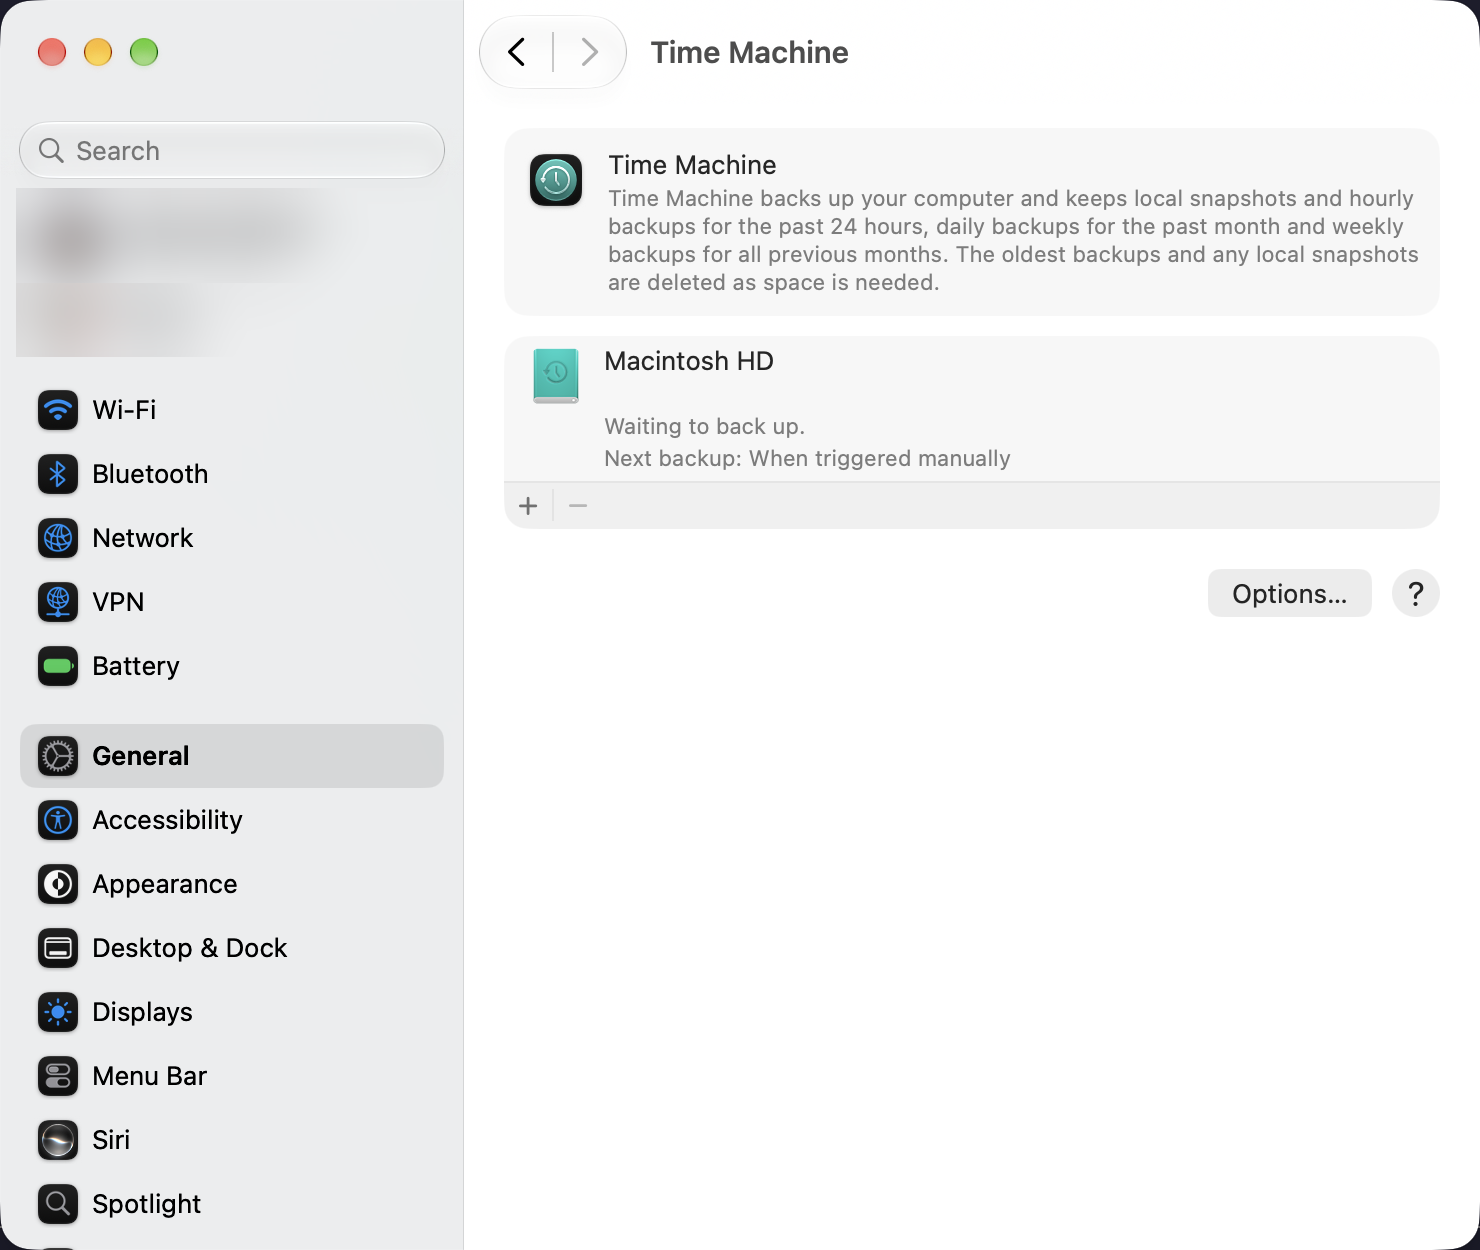 Search
Wi-Fi
Bluetooth
Network
VPN
Battery
General
Accessibility
Appearance
Desktop & Dock
Displays
Menu Bar
Siri
Spotlight
Time Machine
Time Machine
Time Machine backs up your computer and keeps local snapshots and hourly
backups for the past 24 hours, daily backups for the past month and weekly
backups for all previous months. The oldest backups and any local snapshots
are deleted as space is needed.
Macintosh HD
Waiting to back up.
Next backup: When triggered manually
Options...
?